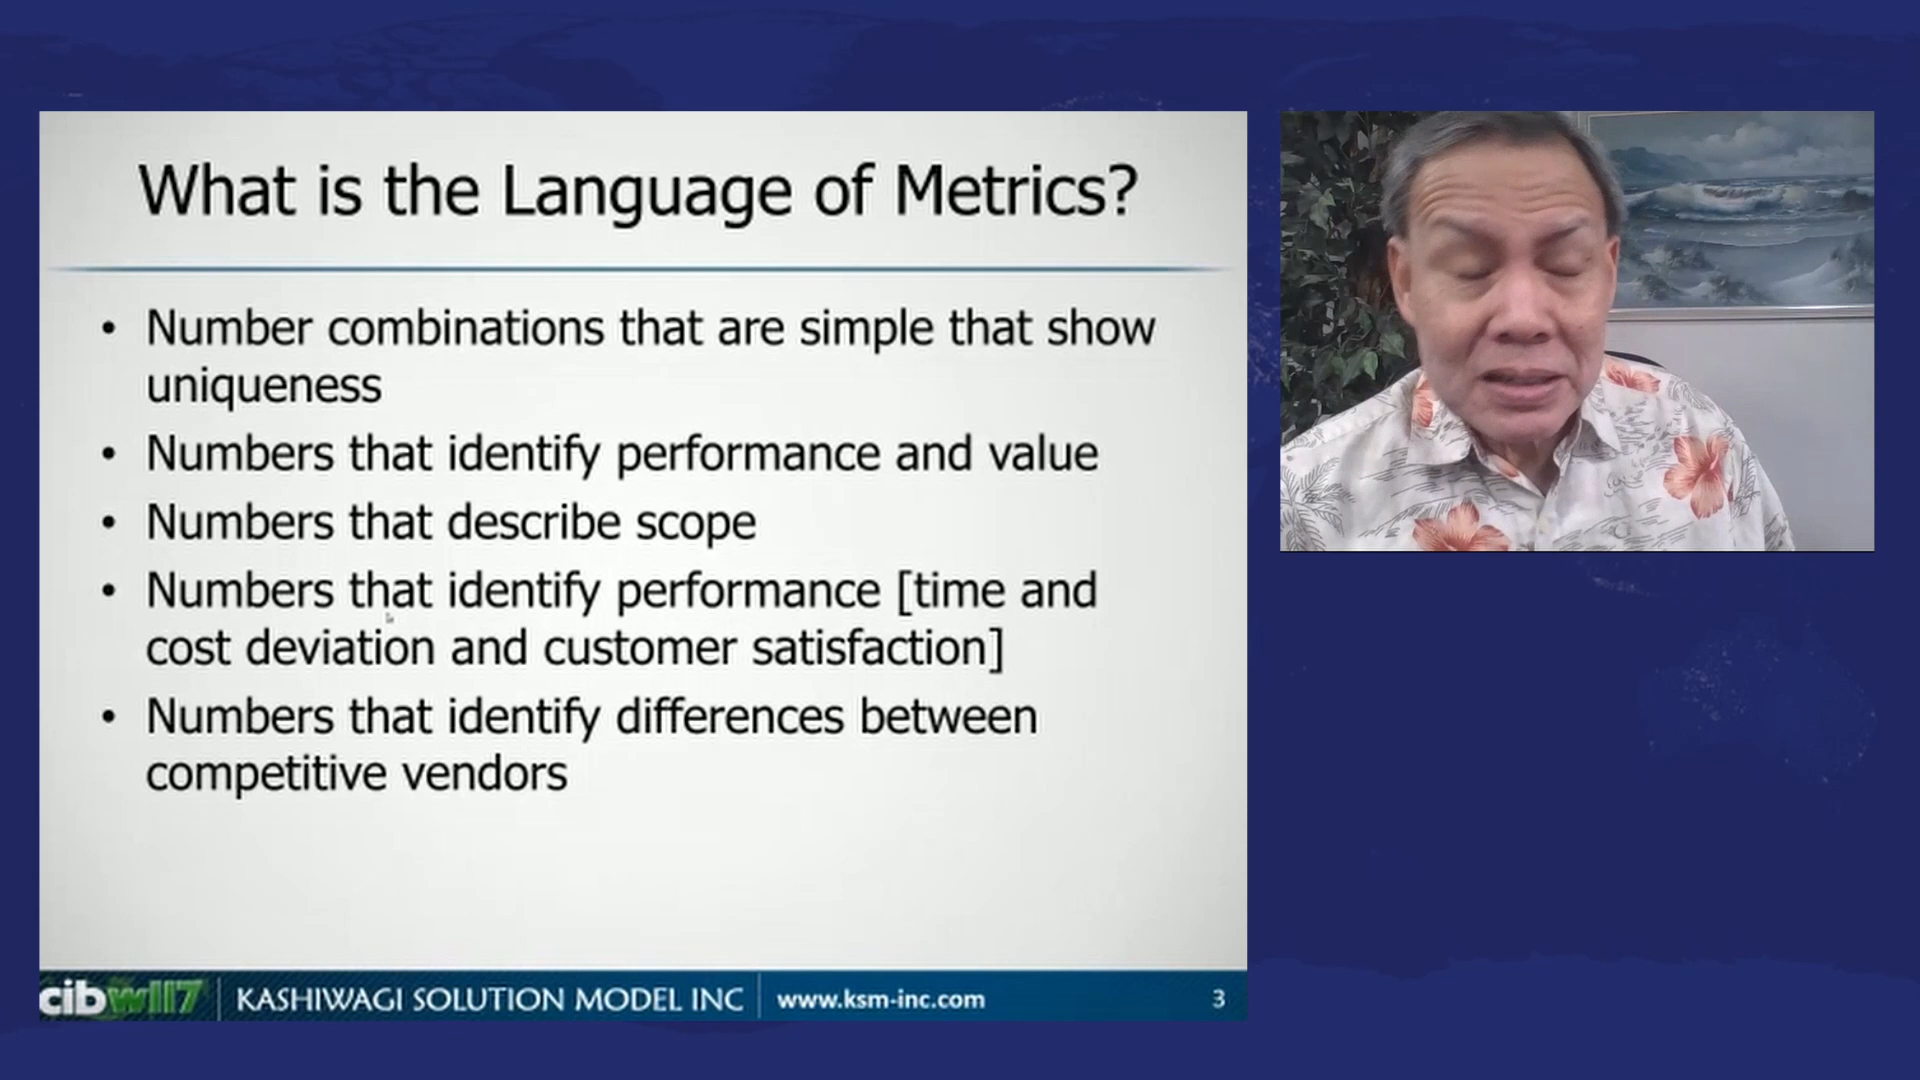 What is the Language of Metrics?
• Number combinations that are simple that show
uniqueness
• Numbers that identify performance and value
• Numbers that describe scope
• Numbers that identify performance [time and
cost deviation and customer satisfaction]
• Numbers that identify differences between
competitive vendors
cibw117 KASHIWAGI SOLUTION MODEL INC www.ksm-inc.com 3